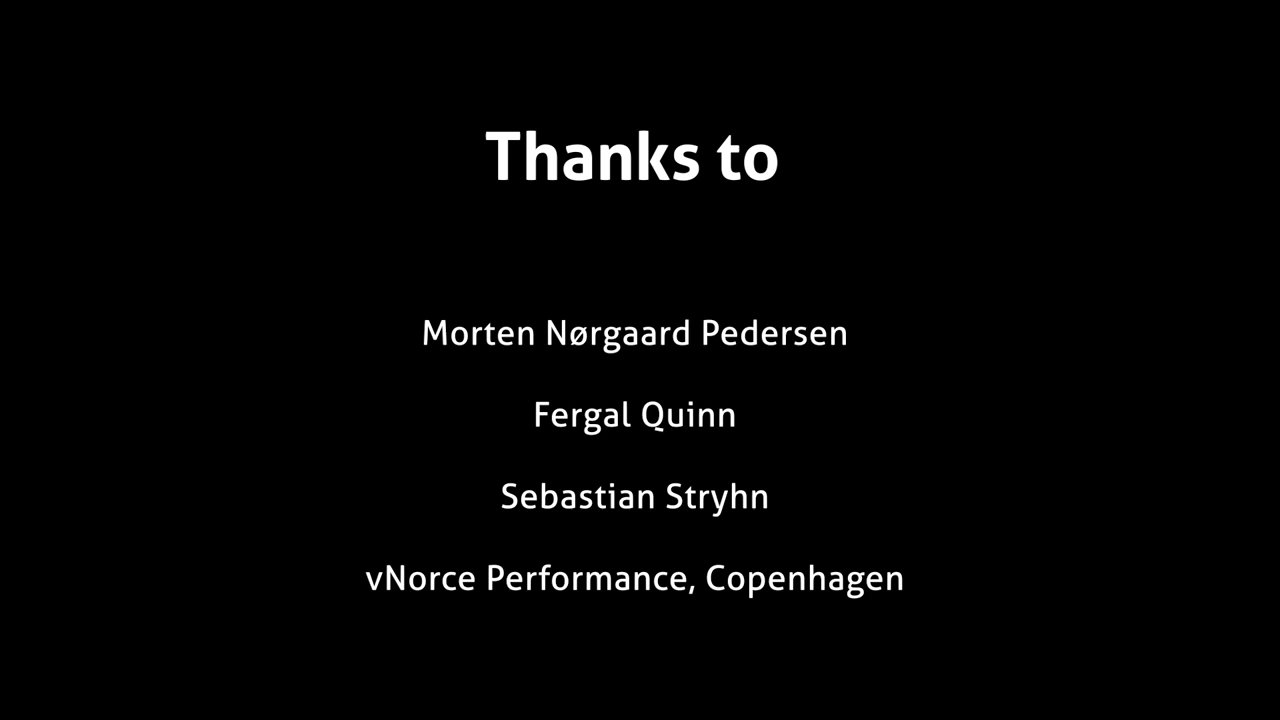 Thanks to
Morten Nørgaard Pedersen
Fergal Quinn
Sebastian Stryhn
vNorce Performance, Copenhagen